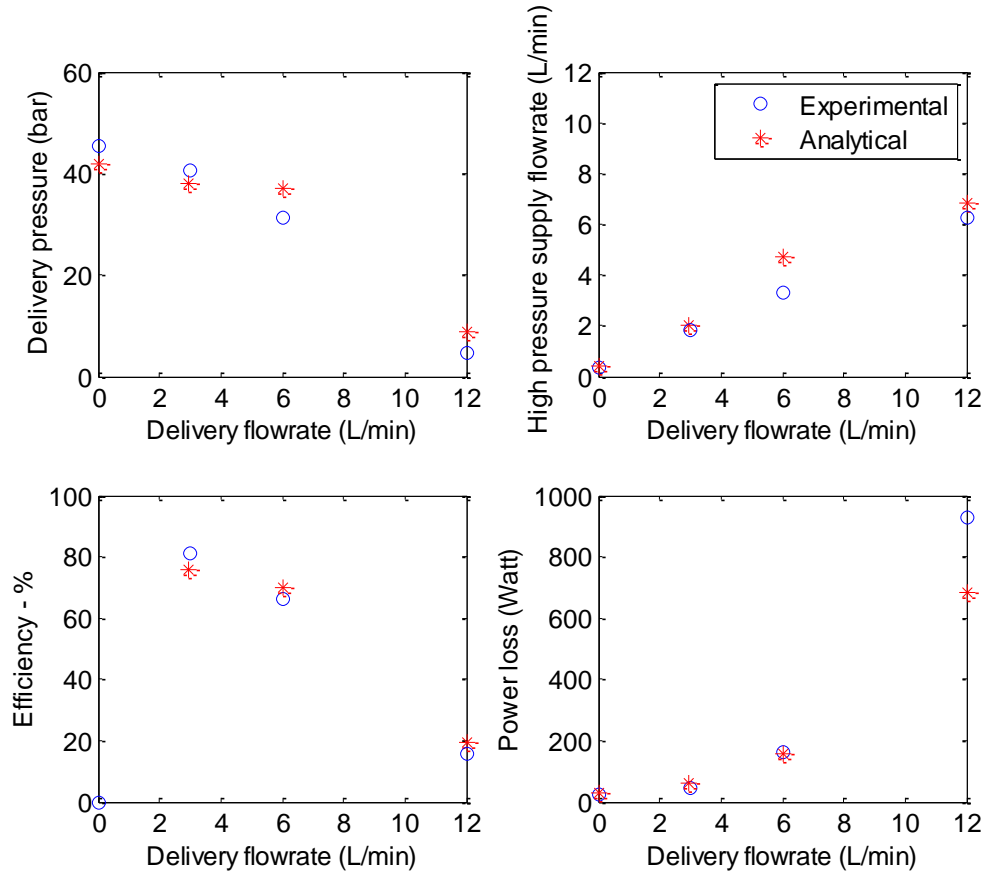 60
40
20
0
0 2 4 6 8 10 12
Delivery flowrate (L/min)
Delivery pressure (bar)
12
10
8
6
4
2
0
0 2 4 6 8 10 12
Delivery flowrate (L/min)
High pressure supply flowrate (L/min)
Experimental
Analytical
100
80
60
40
20
0
0 2 4 6 8 10 12
Delivery flowrate (L/min)
Efficiency - %
1000
800
600
400
200
0
0 2 4 6 8 10 12
Delivery flowrate (L/min)
Power loss (Watt)